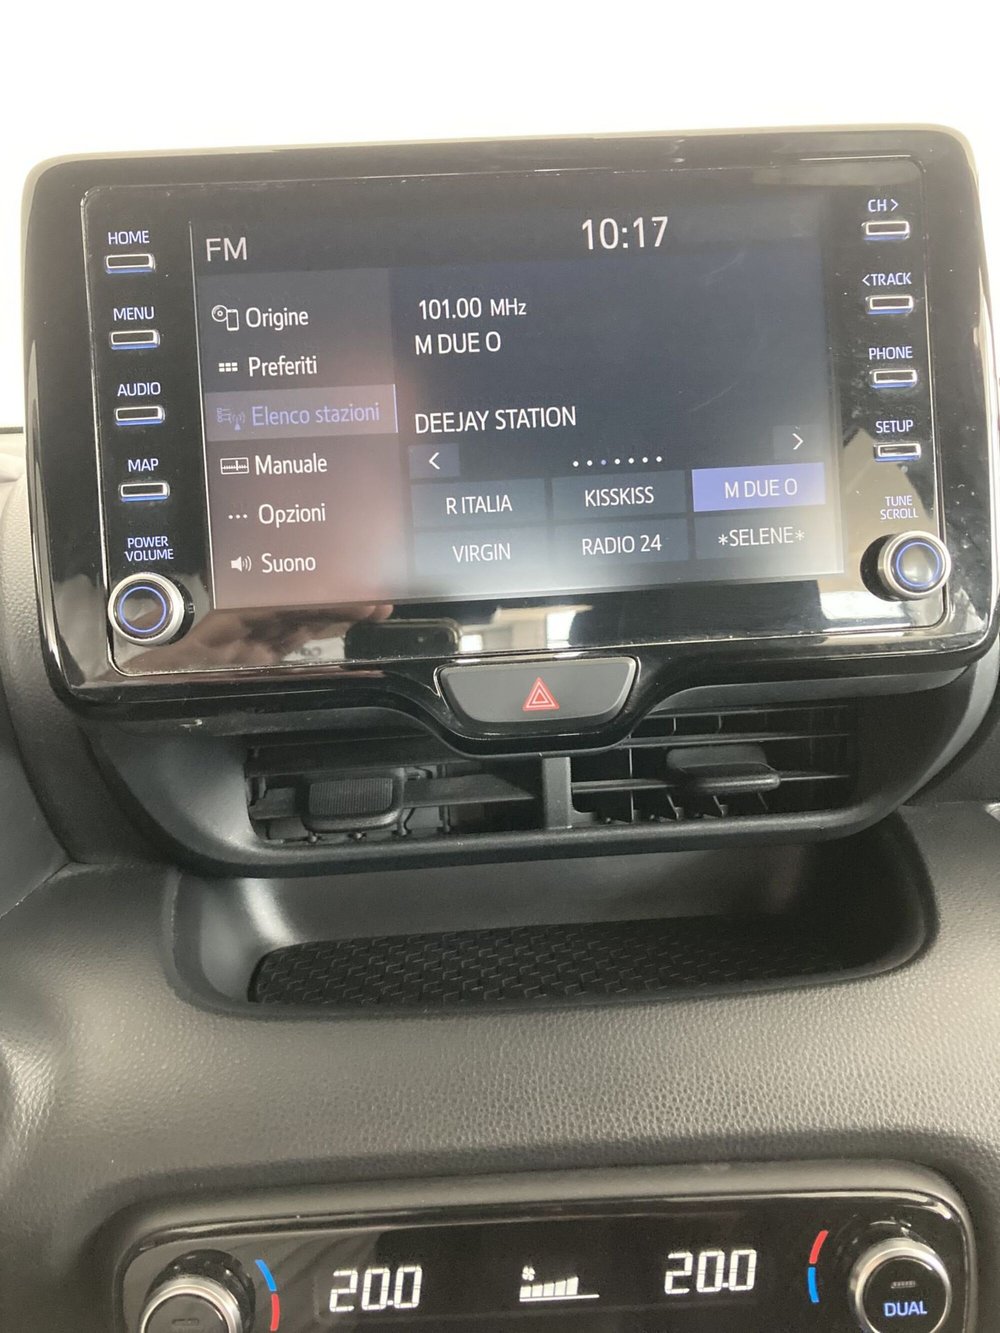 HOME
MENU
AUDIO
MAP
POWER
VOLUME
FM
10:17
Origine
Preferiti
Elenco stazioni
Manuale
Opzioni
Suono
101.00 MHz
M DUE O
DEEJAY STATION
< >
R ITALIA KISSKISS M DUE O
VIRGIN RADIO 24 *SELENE*
CH >
<TRACK
PHONE
SETUP
TUNE
SCROLL
20.0 20.0
DUAL